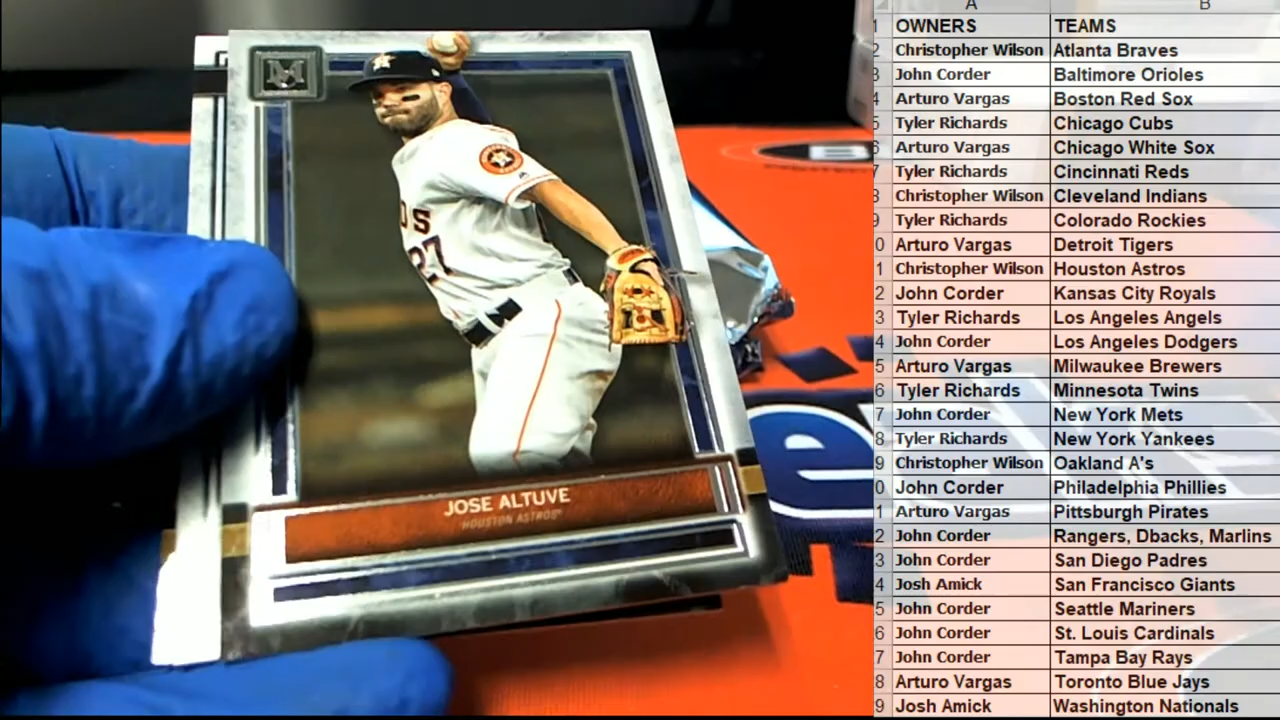 M
OS
27
JOSE ALTUVE
HOUSTON ASTROS
e
A B
1 OWNERS TEAMS
2 Christopher Wilson Atlanta Braves
3 John Corder Baltimore Orioles
4 Arturo Vargas Boston Red Sox
5 Tyler Richards Chicago Cubs
6 Arturo Vargas Chicago White Sox
7 Tyler Richards Cincinnati Reds
8 Christopher Wilson Cleveland Indians
9 Tyler Richards Colorado Rockies
0 Arturo Vargas Detroit Tigers
1 Christopher Wilson Houston Astros
2 John Corder Kansas City Royals
3 Tyler Richards Los Angeles Angels
4 John Corder Los Angeles Dodgers
5 Arturo Vargas Milwaukee Brewers
6 Tyler Richards Minnesota Twins
7 John Corder New York Mets
8 Tyler Richards New York Yankees
9 Christopher Wilson Oakland A's
0 John Corder Philadelphia Phillies
1 Arturo Vargas Pittsburgh Pirates
2 John Corder Rangers, Dbacks, Marlins
3 John Corder San Diego Padres
4 Josh Amick San Francisco Giants
5 John Corder Seattle Mariners
6 John Corder St. Louis Cardinals
7 John Corder Tampa Bay Rays
8 Arturo Vargas Toronto Blue Jays
9 Josh Amick Washington Nationals